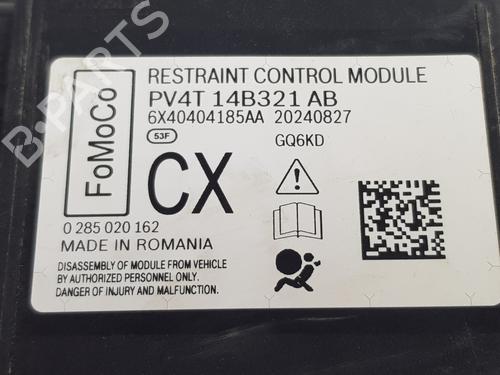 B-PARTS
FoMoCo
RESTRAINT CONTROL MODULE
PV4T 14B321 AB
6X40404185AA 20240827
53F
GQ6KD
CX
0 285 020 162
MADE IN ROMANIA
DISASSEMBLY OF MODULE FROM VEHICLE
BY AUTHORIZED PERSONNEL ONLY.
DANGER OF INJURY AND MALFUNCTION.